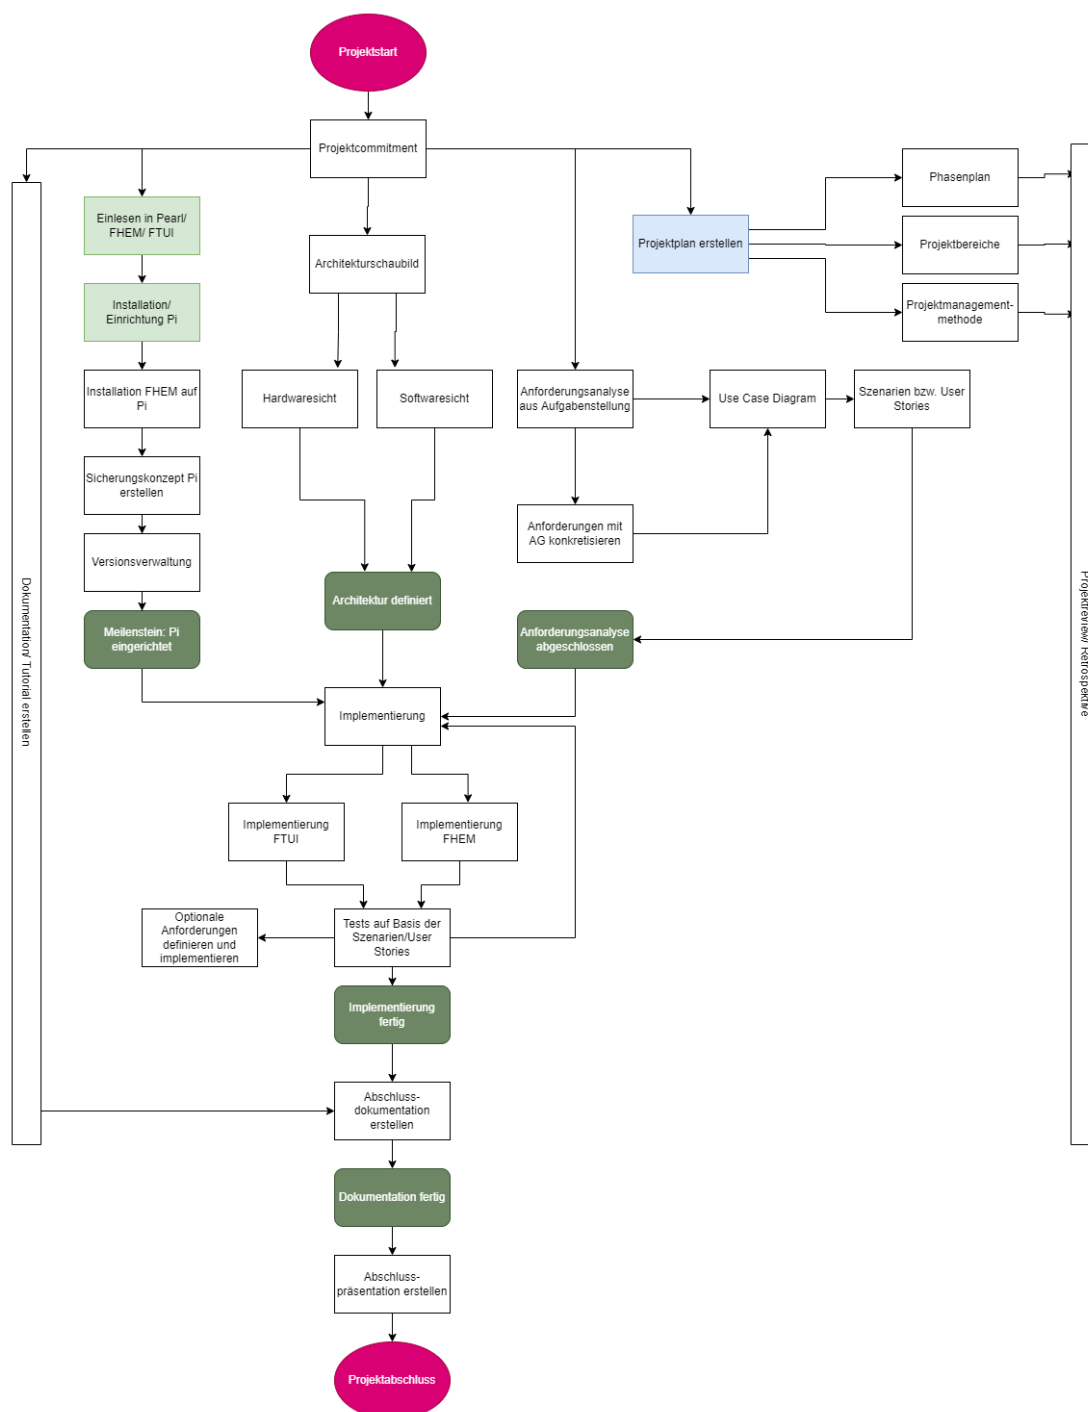 Projektstart
Projektcommitment
Phasenplan
Einlesen in Pearl/
FHEM/ FTUI
Projektplan erstellen
Projektbereiche
Architekturschaubild
Installation/
Einrichtung Pi
Projektmanagement-
methode
Installation FHEM auf
Pi
Hardwaresicht
Softwaresicht
Anforderungsanalyse
aus Aufgabenstellung
Use Case Diagram
Szenarien bzw. User
Stories
Sicherungskonzept Pi
erstellen
Anforderungen mit
AG konkretisieren
Versionsverwaltung
Dokumentation/ Tutorial erstellen
Projektreview/ Retrospektive
Architektur definiert
Meilenstein: Pi
eingerichtet
Anforderungsanalyse
abgeschlossen
Implementierung
Implementierung
FTUI
Implementierung
FHEM
Optionale
Anforderungen
definieren und
implementieren
Tests auf Basis der
Szenarien/User
Stories
Implementierung
fertig
Abschluss-
dokumentation
erstellen
Dokumentation fertig
Abschluss-
präsentation erstellen
Projektabschluss